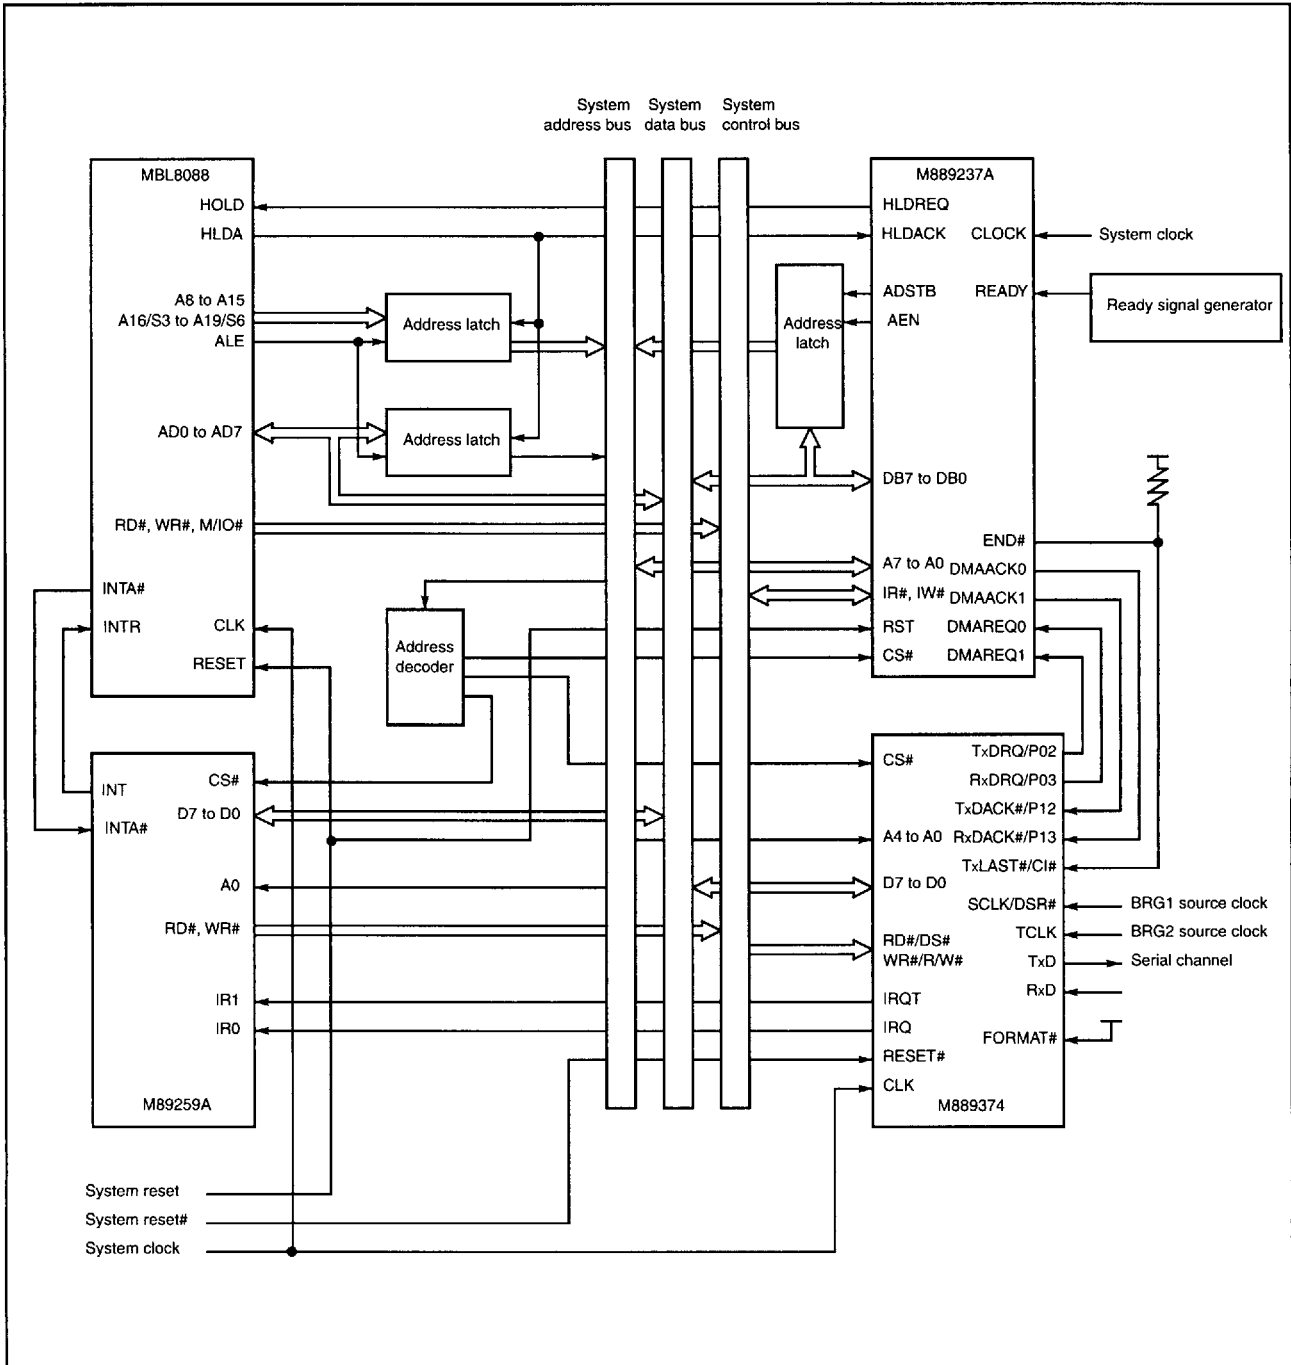 System address bus
System data bus
System control bus
MBL8088
HOLD
HLDA
A8 to A15
A16/S3 to A19/S6
ALE
AD0 to AD7
RD#, WR#, M/IO#
INTA#
INTR
CLK
RESET
Address latch
Address latch
Address decoder
Address latch
M889237A
HLDREQ
HLDACK
CLOCK
System clock
ADSTB
READY
Ready signal generator
AEN
DB7 to DB0
END#
A7 to A0
DMAACK0
IR#, IW#
DMAACK1
RST
DMAREQ0
CS#
DMAREQ1
CS#
INT
D7 to D0
INTA#
A0
RD#, WR#
IR1
IR0
M89259A
CS#
TxDRQ/P02
RxDRQ/P03
TxDACK#/P12
A4 to A0
RxDACK#/P13
TxLAST#/CI#
D7 to D0
SCLK/DSR#
BRG1 source clock
TCLK
BRG2 source clock
RD#/DS#
WR#/R/W#
TxD
Serial channel
RxD
IRQT
IRQ
FORMAT#
RESET#
CLK
M889374
System reset
System reset#
System clock